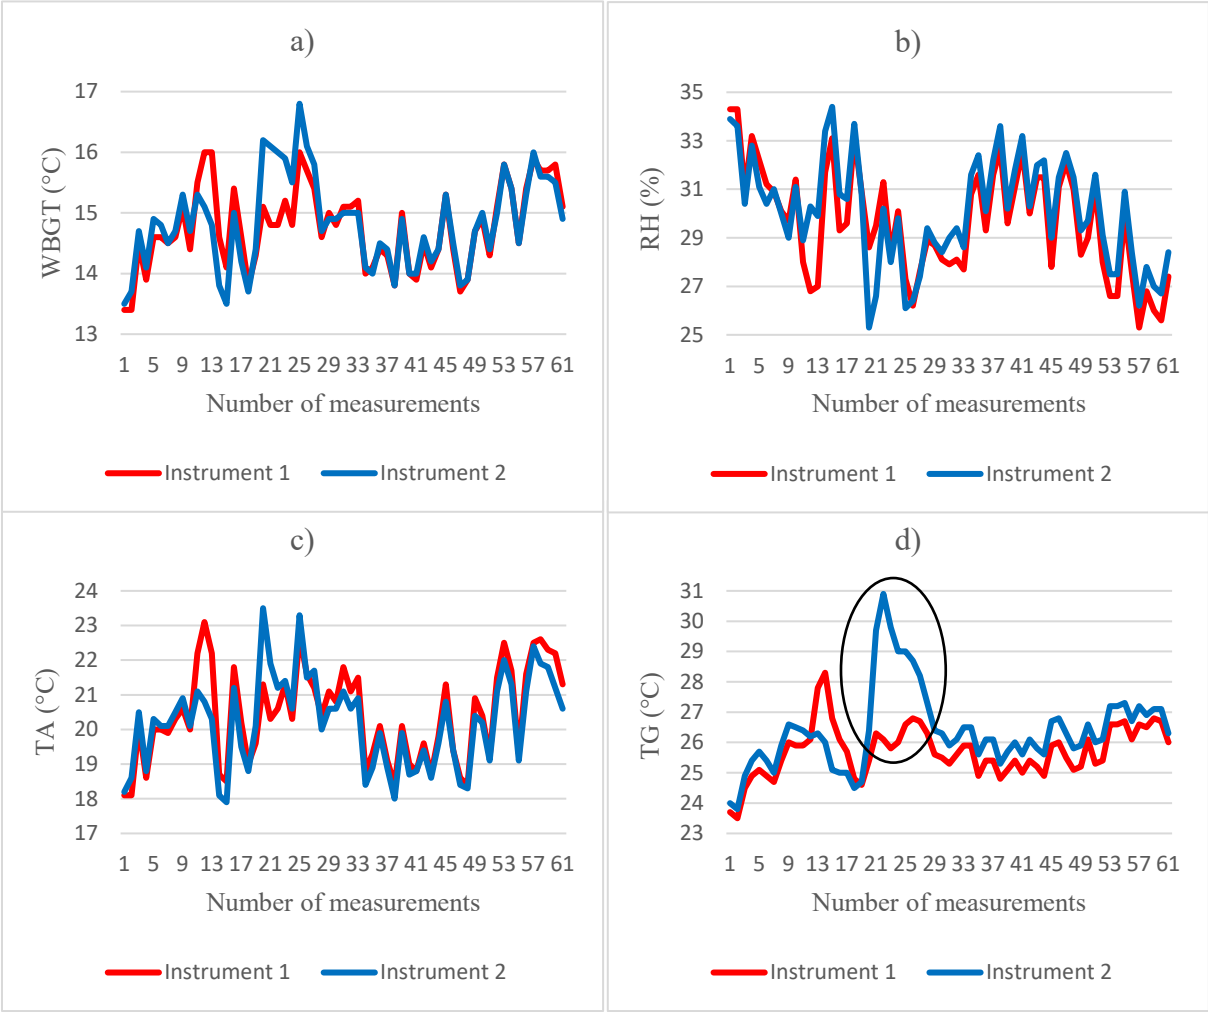 a)
WBGT (°C)
17
16
15
14
13
1 5 9 13 17 21 25 29 33 37 41 45 49 53 57 61
Number of measurements
Instrument 1 Instrument 2
b)
RH (%)
35
33
31
29
27
25
1 5 9 13 17 21 25 29 33 37 41 45 49 53 57 61
Number of measurements
Instrument 1 Instrument 2
c)
TA (°C)
24
23
22
21
20
19
18
17
1 5 9 13 17 21 25 29 33 37 41 45 49 53 57 61
Number of measurements
Instrument 1 Instrument 2
d)
TG (°C)
31
30
29
28
27
26
25
24
23
1 5 9 13 17 21 25 29 33 37 41 45 49 53 57 61
Number of measurements
Instrument 1 Instrument 2